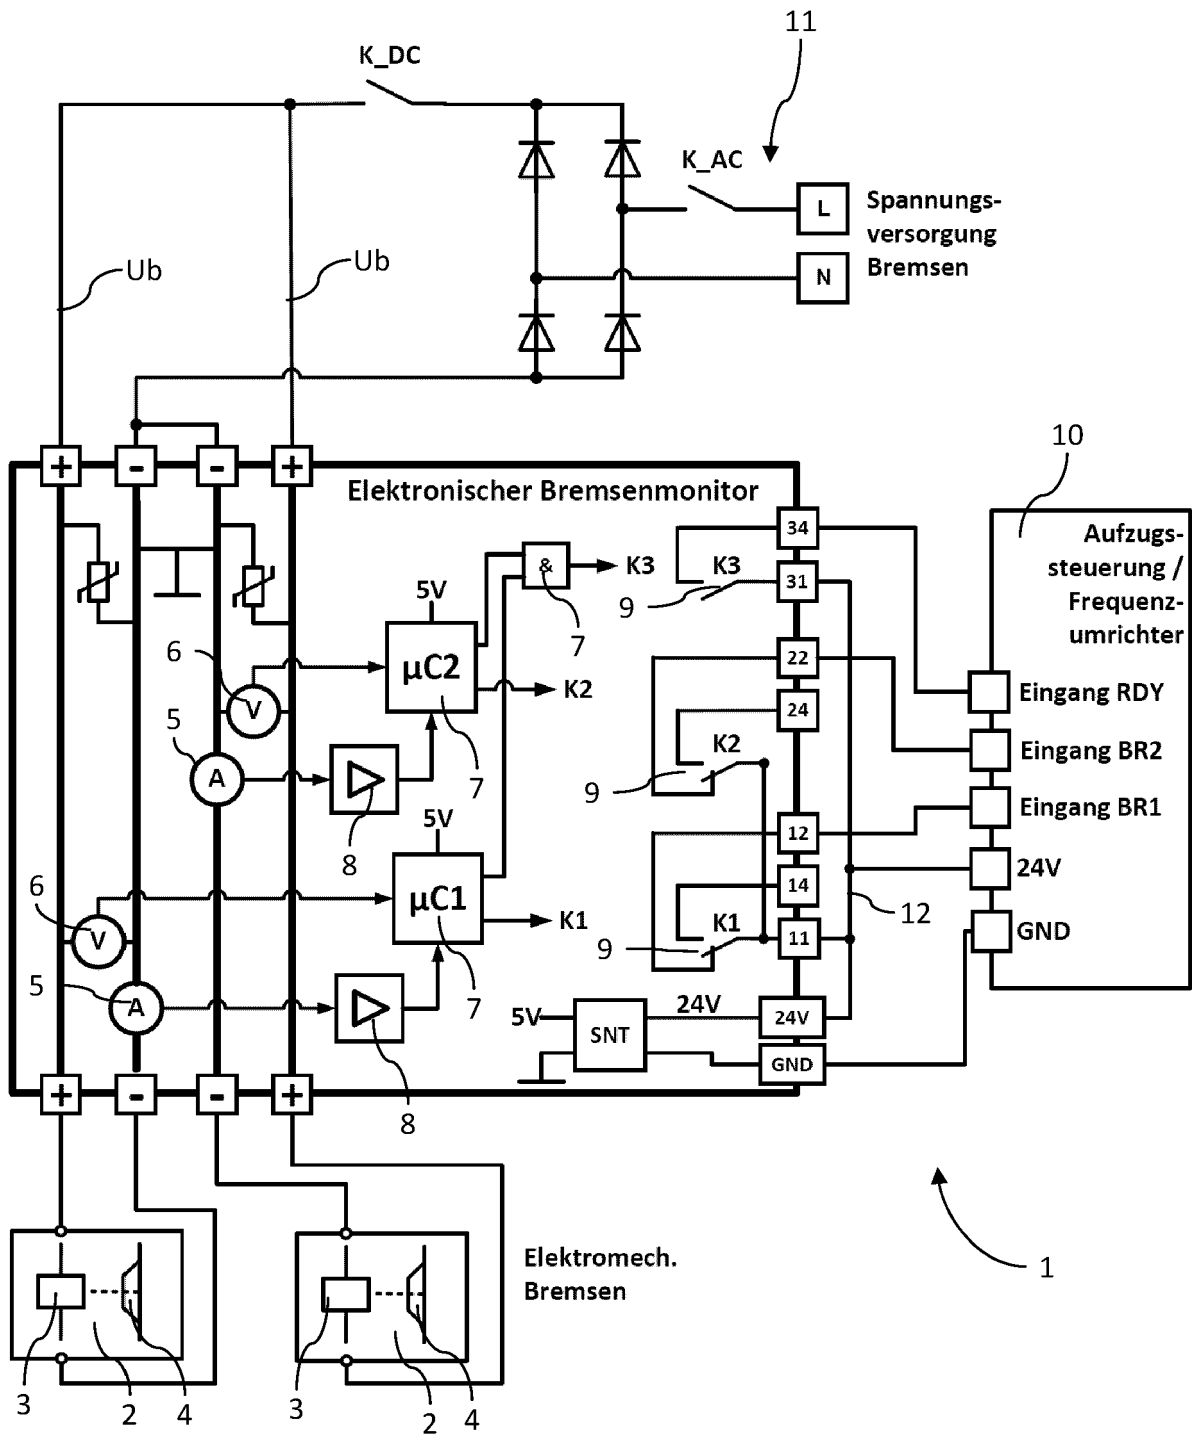 11
K_DC
K_AC
L
Spannungs-
versorgung
Bremsen
N
Ub
Ub
10
+
-
-
+
Elektronischer Bremsenmonitor
34
Aufzugs-
steuerung /
Frequenz-
umrichter
&
K3
K3
31
9
5V
7
6
µC2
22
Eingang RDY
K2
24
V
5
7
K2
Eingang BR2
A
9
8
5V
12
Eingang BR1
µC1
14
24V
6
K1
K1
12
V
9
11
GND
5
7
A
5V
SNT
24V
24V
GND
+
-
-
+
8
1
Elektromech.
Bremsen
3
2
4
3
2
4